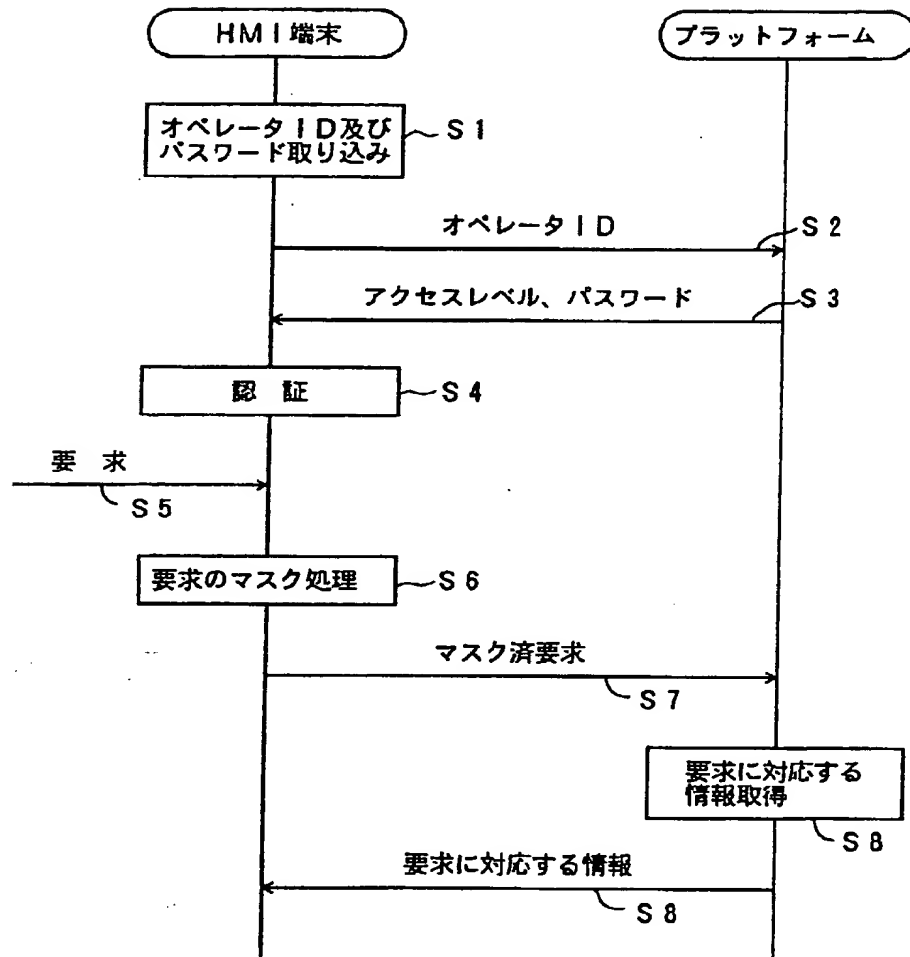 HMI端末
プラットフォーム
オペレータID及び
パスワード取り込み
S1
オペレータID
S2
アクセスレベル、パスワード
S3
認 証
S4
要 求
S5
要求のマスク処理
S6
マスク済要求
S7
要求に対応する
情報取得
S8
要求に対応する情報
S8